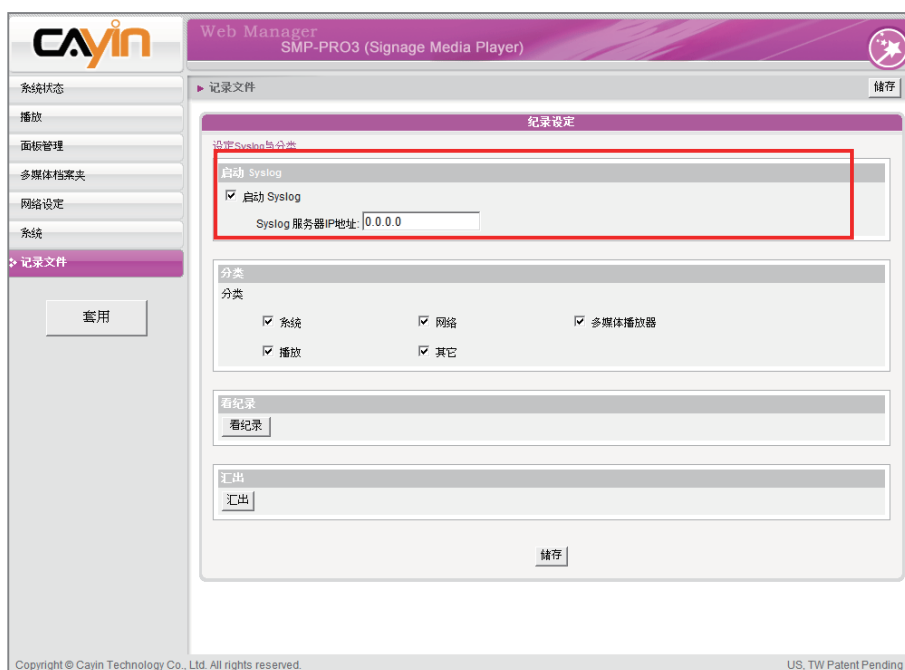 CAYIN
Web Manager
SMP-PRO3 (Signage Media Player)
系统状态
播放
面板管理
多媒体档案夹
网络设定
系统
记录文件
套用
记录文件
储存
纪录设定
设定Syslog与分类
启动 Syslog
启动 Syslog
Syslog 服务器IP地址: 0.0.0.0
分类
分类
系统 网络 多媒体播放器
播放 其它
看纪录
看纪录
汇出
汇出
储存
Copyright © Cayin Technology Co., Ltd. All rights reserved.
US, TW Patent Pending